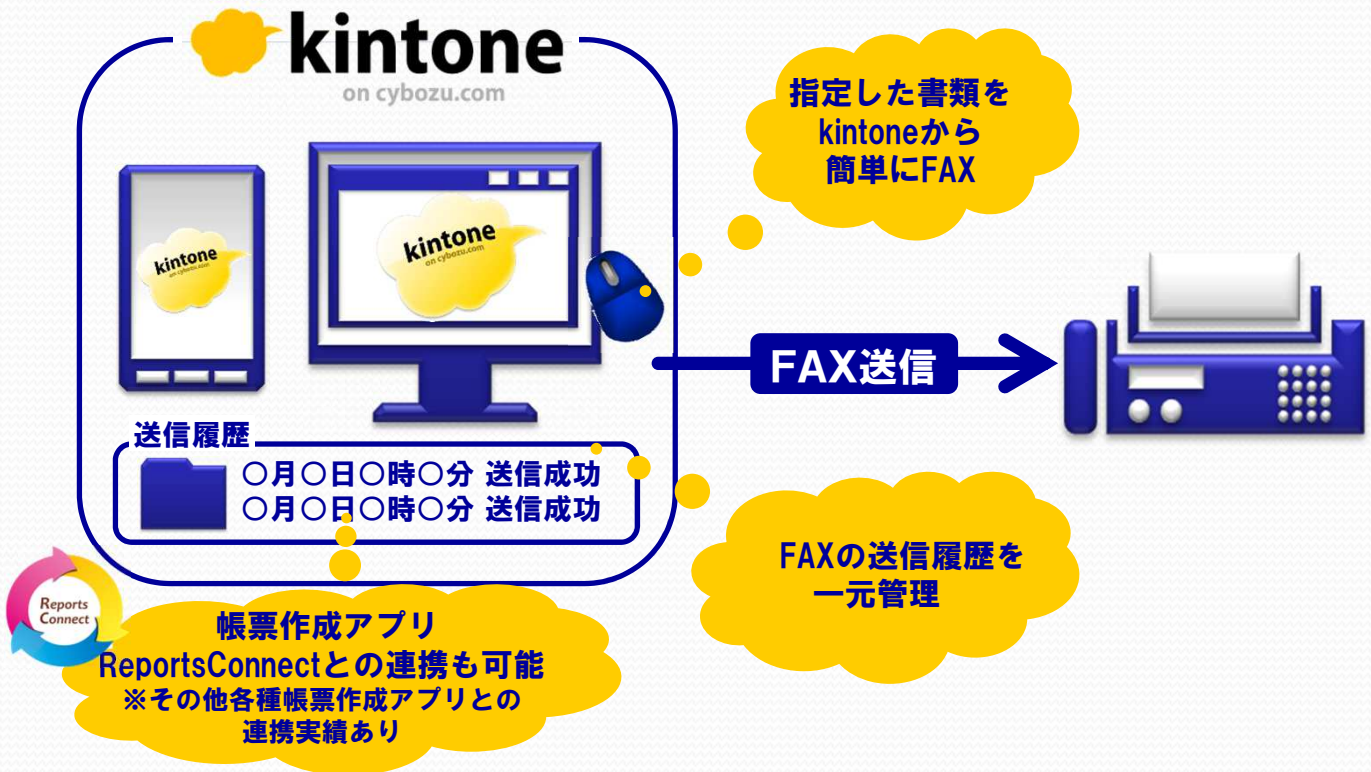 kintone
on cybozu.com
指定した書類を
kintoneから
簡単にFAX
kintone
on cybozu.com
kintone
on cybozu.com
FAX送信
送信履歴
○月○日○時○分 送信成功
○月○日○時○分 送信成功
FAXの送信履歴を
一元管理
Reports
Connect
帳票作成アプリ
ReportsConnectとの連携も可能
※その他各種帳票作成アプリとの
連携実績あり